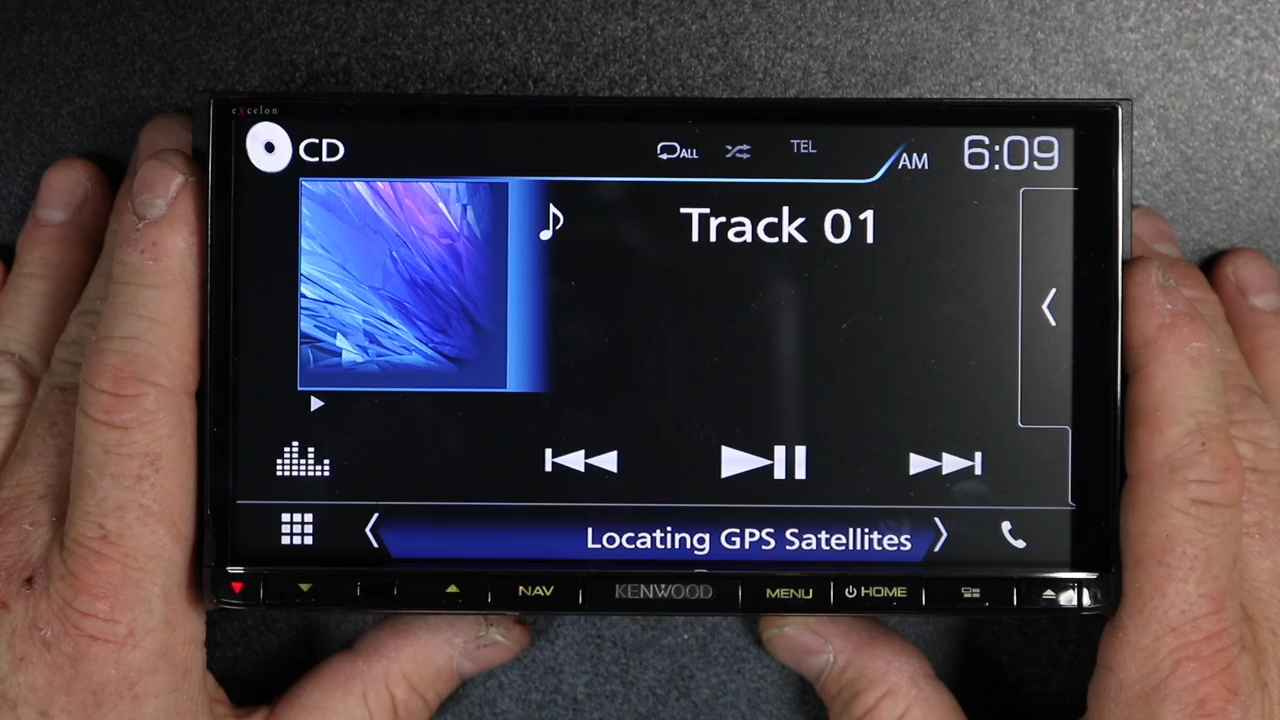 eXcelon
CD
ALL
TEL
AM
6:09
Track 01
Locating GPS Satellites
NAV
KENWOOD
MENU
HOME